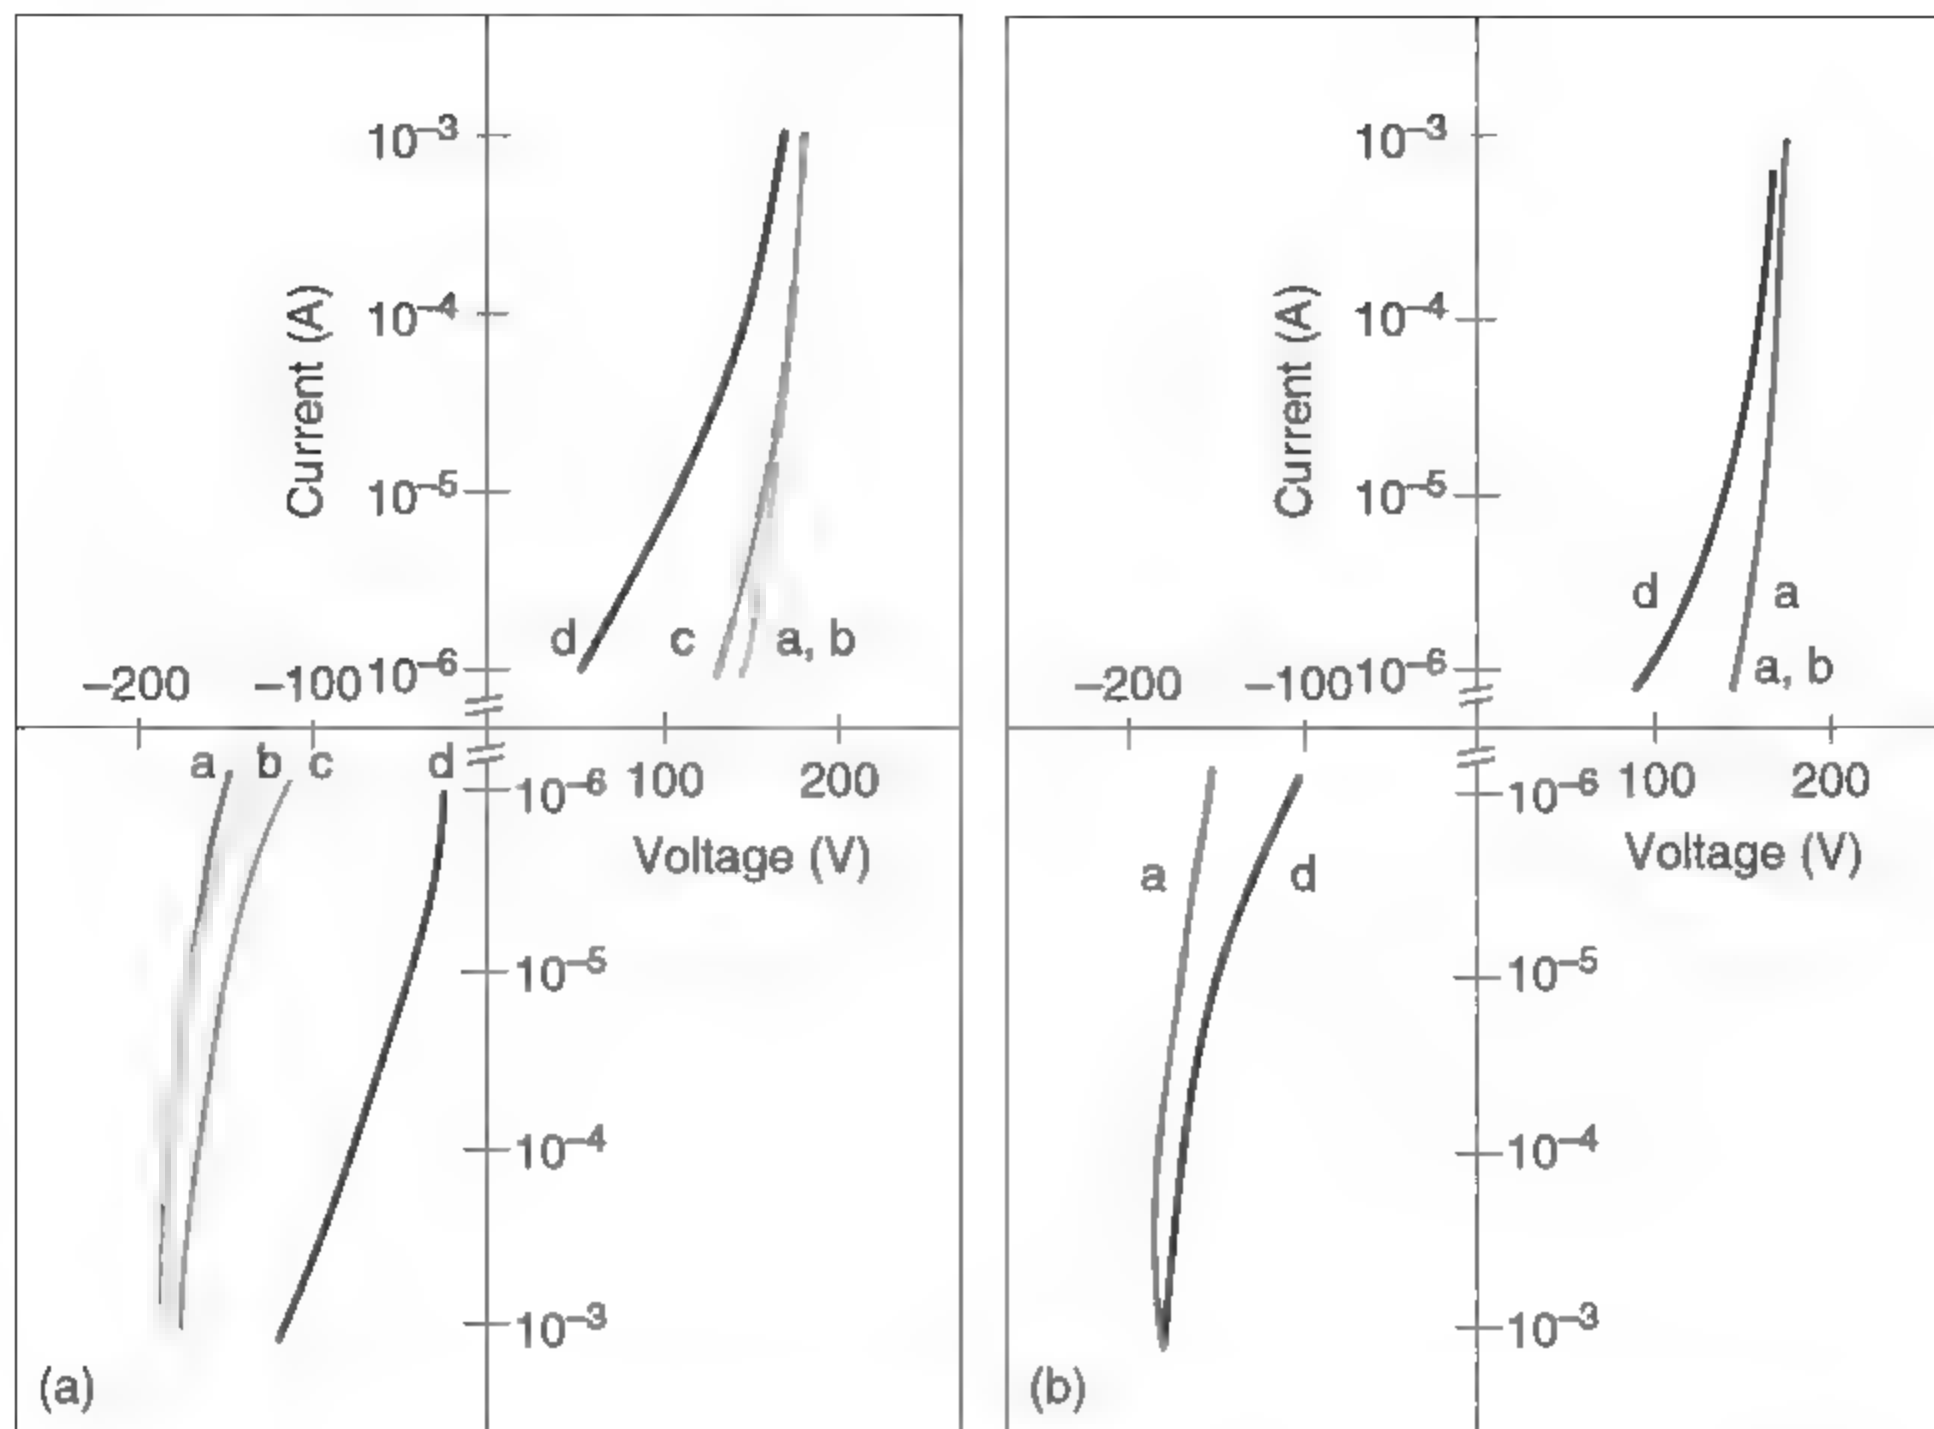 10–3
10–4
Current (A)
10–5
d c a, b
–200 –100 10–6
a b c d
10–6 100 200
Voltage (V)
10–5
10–4
10–3
(a)
10–3
10–4
Current (A)
10–5
d a
–200 –100 10–6 a, b
10–6 100 200
Voltage (V)
a d
10–5
10–4
10–3
(b)